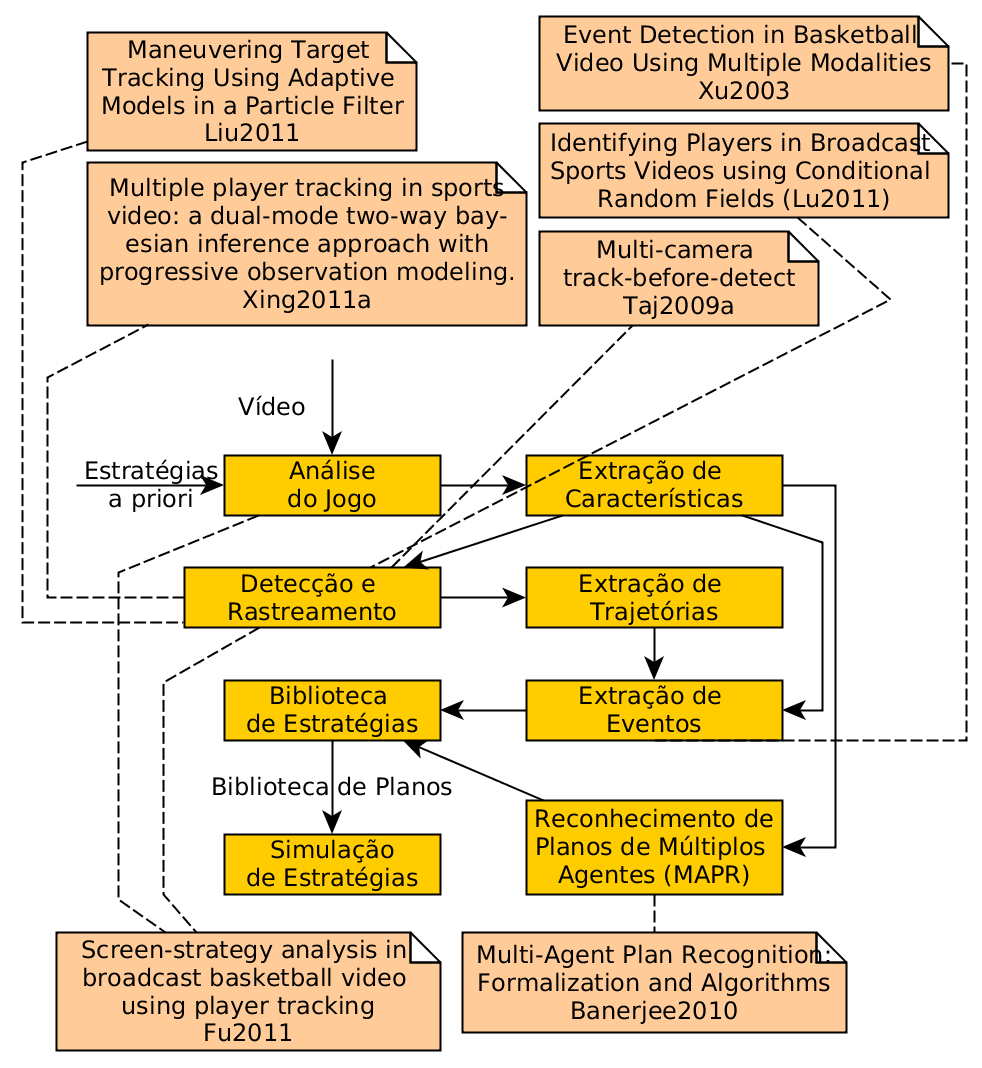 Maneuvering Target
Tracking Using Adaptive
Models in a Particle Filter
Liu2011
Event Detection in Basketball
Video Using Multiple Modalities
Xu2003
Identifying Players in Broadcast
Sports Videos using Conditional
Random Fields (Lu2011)
Multiple player tracking in sports
video: a dual-mode two-way bay-
esian inference approach with
progressive observation modeling.
Xing2011a
Multi-camera
track-before-detect
Taj2009a
Vídeo
Estratégias
a priori
Análise
do Jogo
Extração de
Características
Detecção e
Rastreamento
Extração de
Trajetórias
Biblioteca
de Estratégias
Extração de
Eventos
Biblioteca de Planos
Simulação
de Estratégias
Reconhecimento de
Planos de Múltiplos
Agentes (MAPR)
Screen-strategy analysis in
broadcast basketball video
using player tracking
Fu2011
Multi-Agent Plan Recognition:
Formalization and Algorithms
Banerjee2010